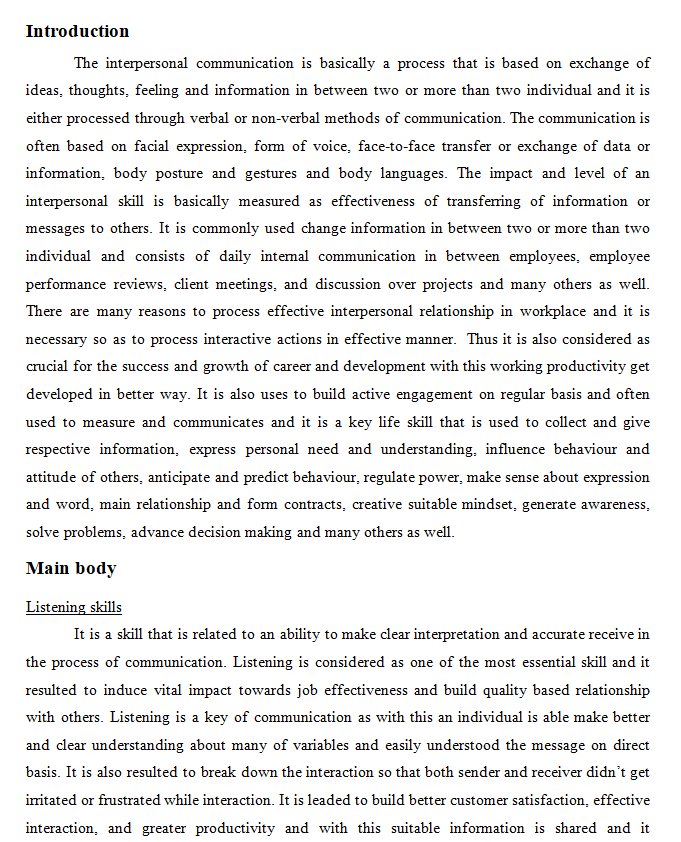 Introduction
The interpersonal communication is basically a process that is based on exchange of
ideas, thoughts, feeling and information in between two or more than two individual and it is
either processed through verbal or non-verbal methods of communication. The communication is
often based on facial expression, form of voice, face-to-face transfer or exchange of data or
information, body posture and gestures and body languages. The impact and level of an
interpersonal skill is basically measured as effectiveness of transferring of information or
messages to others. It is commonly used change information in between two or more than two
individual and consists of daily internal communication in between employees, employee
performance reviews, client meetings, and discussion over projects and many others as well.
There are many reasons to process effective interpersonal relationship in workplace and it is
necessary so as to process interactive actions in effective manner.  Thus it is also considered as
crucial for the success and growth of career and development with this working productivity get
developed in better way. It is also uses to build active engagement on regular basis and often
used to measure and communicates and it is a key life skill that is used to collect and give
respective information, express personal need and understanding, influence behaviour and
attitude of others, anticipate and predict behaviour, regulate power, make sense about expression
and word, main relationship and form contracts, creative suitable mindset, generate awareness,
solve problems, advance decision making and many others as well.
Main body
Listening skills
It is a skill that is related to an ability to make clear interpretation and accurate receive in
the process of communication. Listening is considered as one of the most essential skill and it
resulted to induce vital impact towards job effectiveness and build quality based relationship
with others. Listening is a key of communication as with this an individual is able make better
and clear understanding about many of variables and easily understood the message on direct
basis. It is also resulted to break down the interaction so that both sender and receiver didn't get
irritated or frustrated while interaction. It is leaded to build better customer satisfaction, effective
interaction, and greater productivity and with this suitable information is shared and it